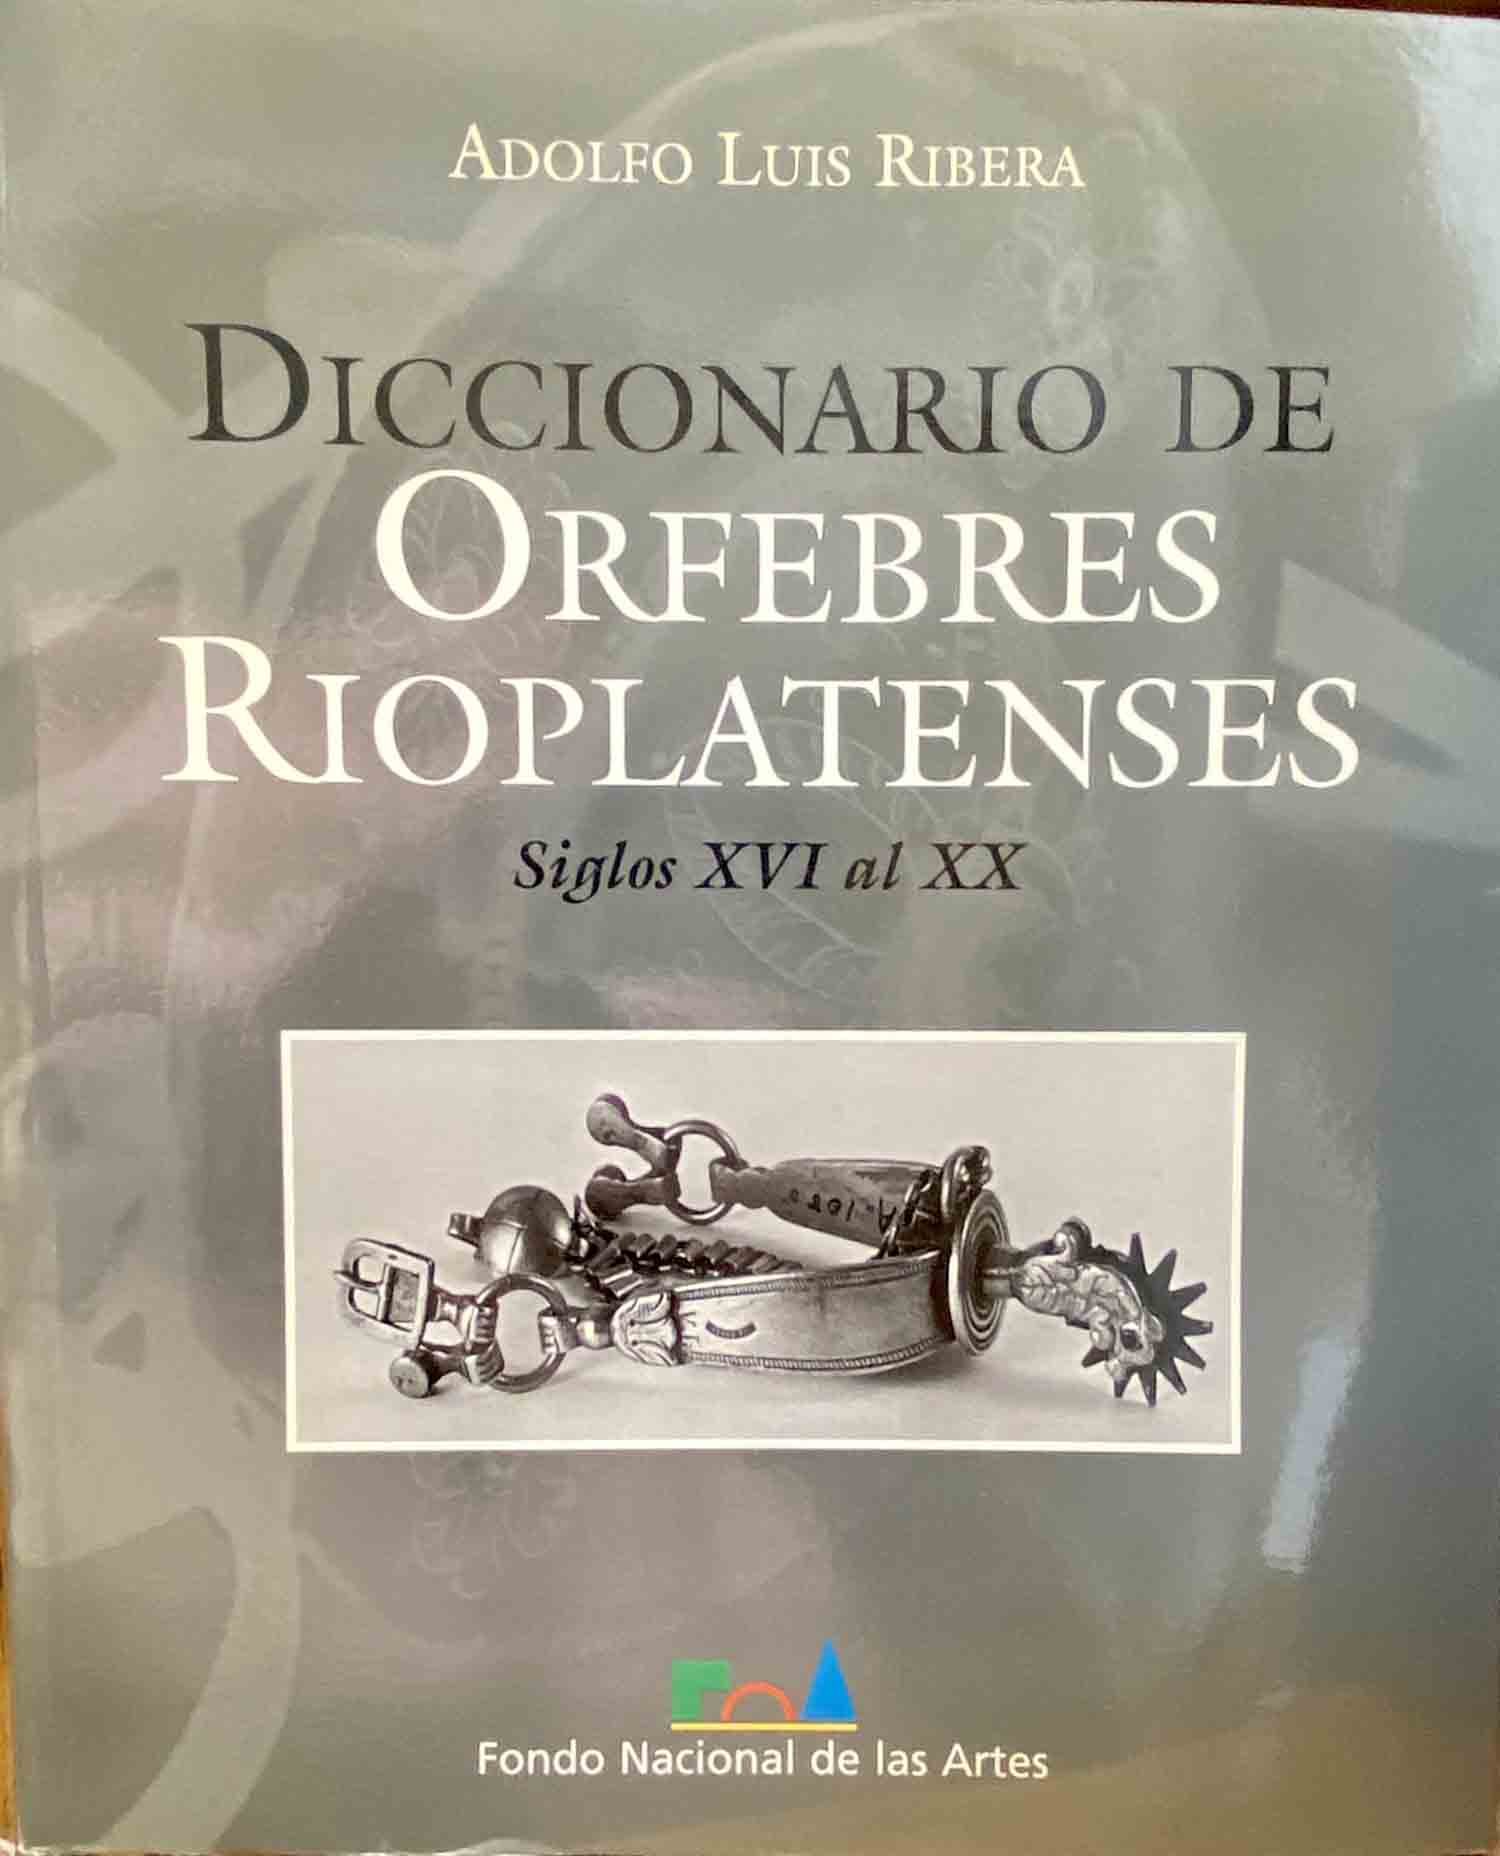 ADOLFO LUIS RIBERA
DICCIONARIO DE
ORFEBRES
RIOPLATENSES
Siglos XVI al XX
Fondo Nacional de las Artes